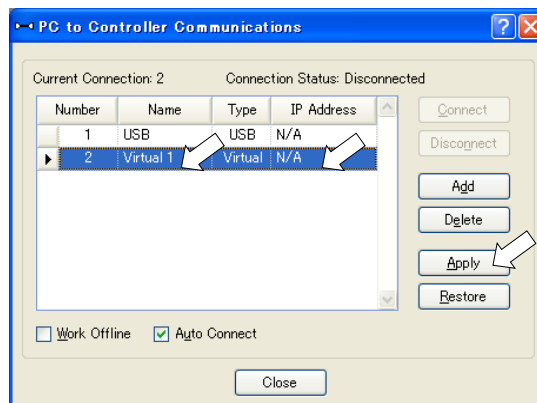 PC to Controller Communications
Current Connection: 2 Connection Status: Disconnected
Number Name Type IP Address
1 USB USB N/A
2 Virtual 1 Virtual N/A
Connect
Disconnect
Add
Delete
Apply
Restore
Work Offline Auto Connect
Close